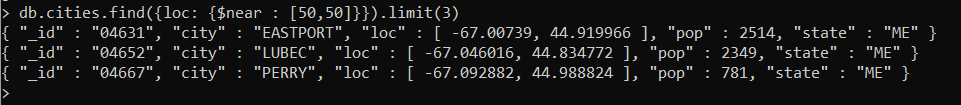 > db.cities.find({loc: {$near : [50,50]}}).limit(3)
{ "_id" : "04631", "city" : "EASTPORT", "loc" : [ -67.00739, 44.919966 ], "pop" : 2514, "state" : "ME" }
{ "_id" : "04652", "city" : "LUBEC", "loc" : [ -67.046016, 44.834772 ], "pop" : 2349, "state" : "ME" }
{ "_id" : "04667", "city" : "PERRY", "loc" : [ -67.092882, 44.988824 ], "pop" : 781, "state" : "ME" }
>